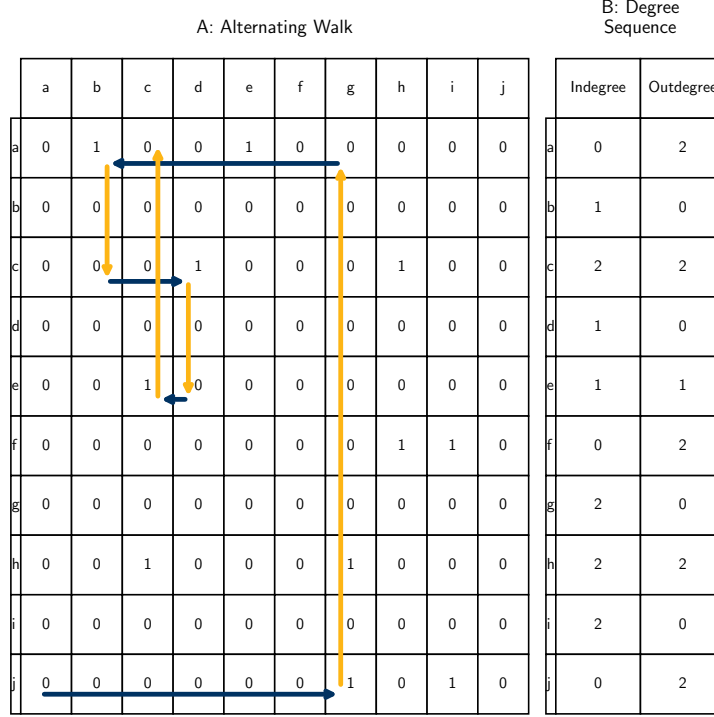 A: Alternating Walk
B: Degree
Sequence
a b c d e f g h i j
Indegree Outdegree
a 0 1 0 0 1 0 0 0 0 0
a 0 2
b 0 0 0 0 0 0 0 0 0 0
b 1 0
c 0 0 0 1 0 0 0 1 0 0
c 2 2
d 0 0 0 0 0 0 0 0 0 0
d 1 0
e 0 0 1 0 0 0 0 0 0 0
e 1 1
f 0 0 0 0 0 0 0 1 1 0
f 0 2
g 0 0 0 0 0 0 0 0 0 0
g 2 0
h 0 0 1 0 0 0 1 0 0 0
h 2 2
i 0 0 0 0 0 0 0 0 0 0
i 2 0
j 0 0 0 0 0 0 1 0 1 0
j 0 2